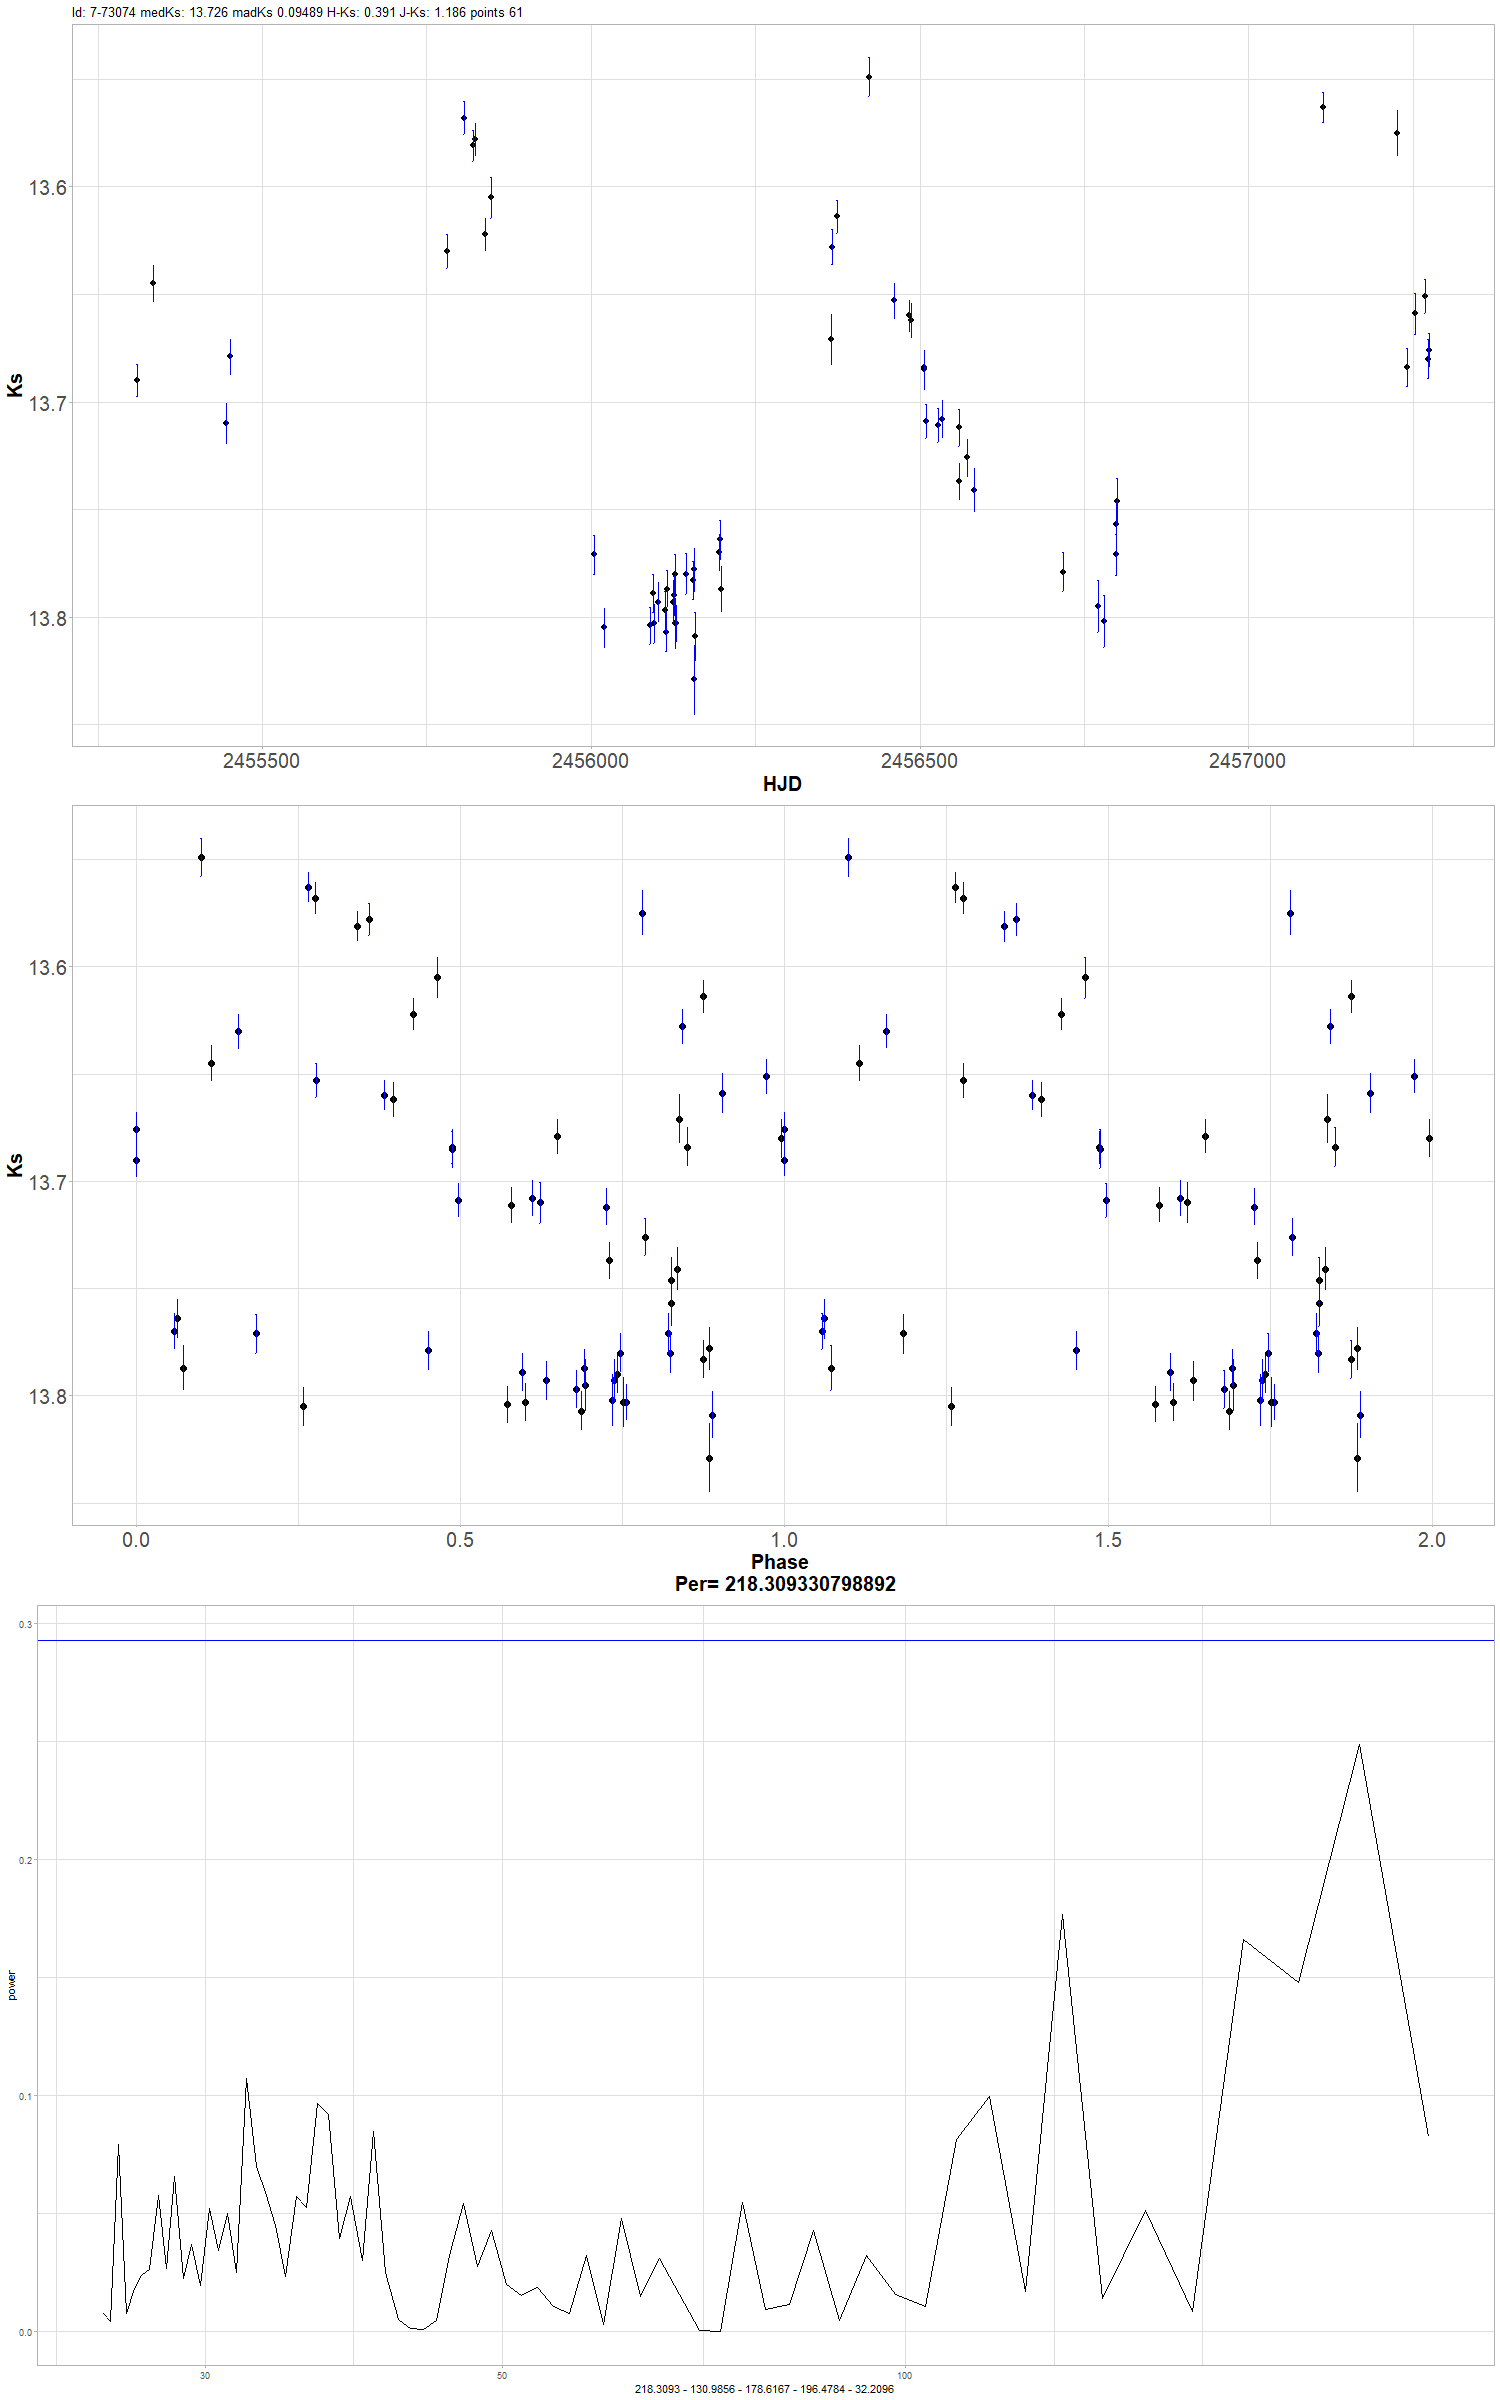 Id: 7-73074 medKs: 13.726 madKs 0.09489 H-Ks: 0.391 J-Ks: 1.186 points 61
13.6
13.7
13.8
Ks
2455500 2456000 2456500 2457000
HJD
13.6
13.7
13.8
Ks
0.0 0.5 1.0 1.5 2.0
Phase
Per= 218.309330798892
0.3
0.2
0.1
0.0
power
30 50 100
218.3093 - 130.9856 - 178.6167 - 196.4784 - 32.2096